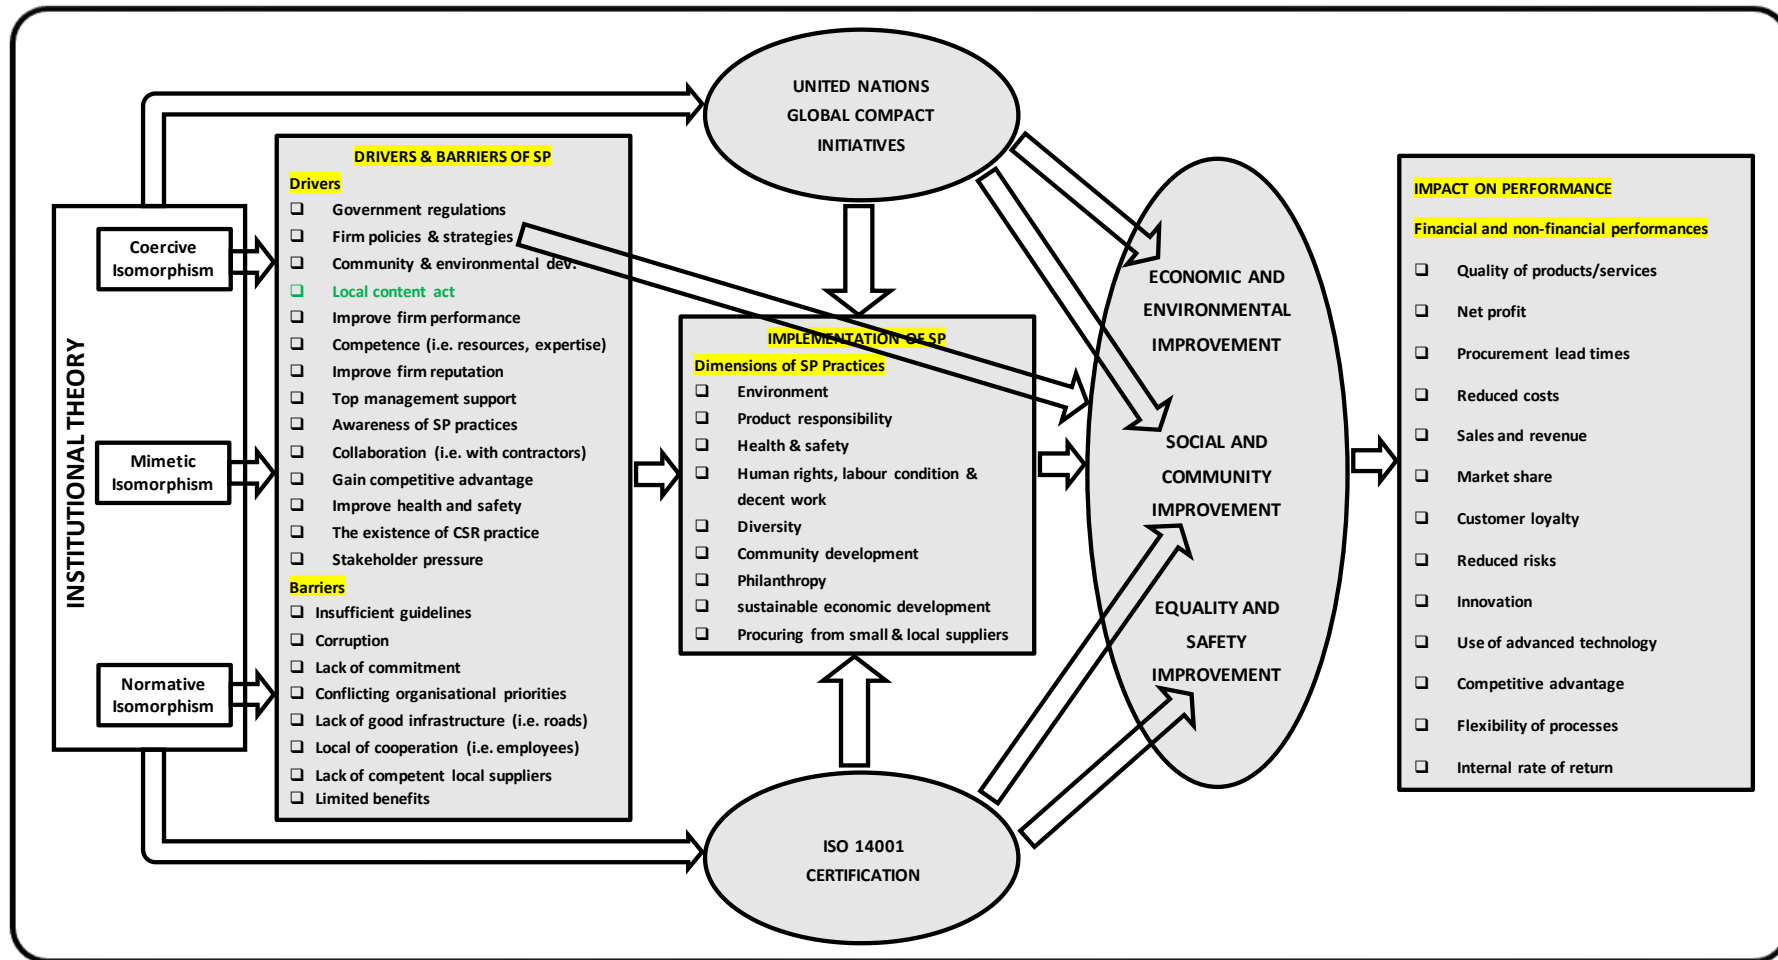 UNITED NATIONS
GLOBAL COMPACT
INITIATIVES
INSTITUTIONAL THEORY
Coercive
Isomorphism
Mimetic
Isomorphism
Normative
Isomorphism
DRIVERS & BARRIERS OF SP
Drivers
Government regulations
Firm policies & strategies
Community & environmental dev.
Local content act
Improve firm performance
Competence (i.e. resources, expertise)
Improve firm reputation
Top management support
Awareness of SP practices
Collaboration (i.e. with contractors)
Gain competitive advantage
Improve health and safety
The existence of CSR practice
Stakeholder pressure
Barriers
Insufficient guidelines
Corruption
Lack of commitment
Conflicting organisational priorities
Lack of good infrastructure (i.e. roads)
Local of cooperation (i.e. employees)
Lack of competent local suppliers
Limited benefits
IMPLEMENTATION OF SP
Dimensions of SP Practices
Environment
Product responsibility
Health & safety
Human rights, labour condition &
decent work
Diversity
Community development
Philanthropy
sustainable economic development
Procuring from small & local suppliers
ISO 14001
CERTIFICATION
ECONOMIC AND
ENVIRONMENTAL
IMPROVEMENT
SOCIAL AND
COMMUNITY
IMPROVEMENT
EQUALITY AND
SAFETY
IMPROVEMENT
IMPACT ON PERFORMANCE
Financial and non-financial performances
Quality of products/services
Net profit
Procurement lead times
Reduced costs
Sales and revenue
Market share
Customer loyalty
Reduced risks
Innovation
Use of advanced technology
Competitive advantage
Flexibility of processes
Internal rate of return